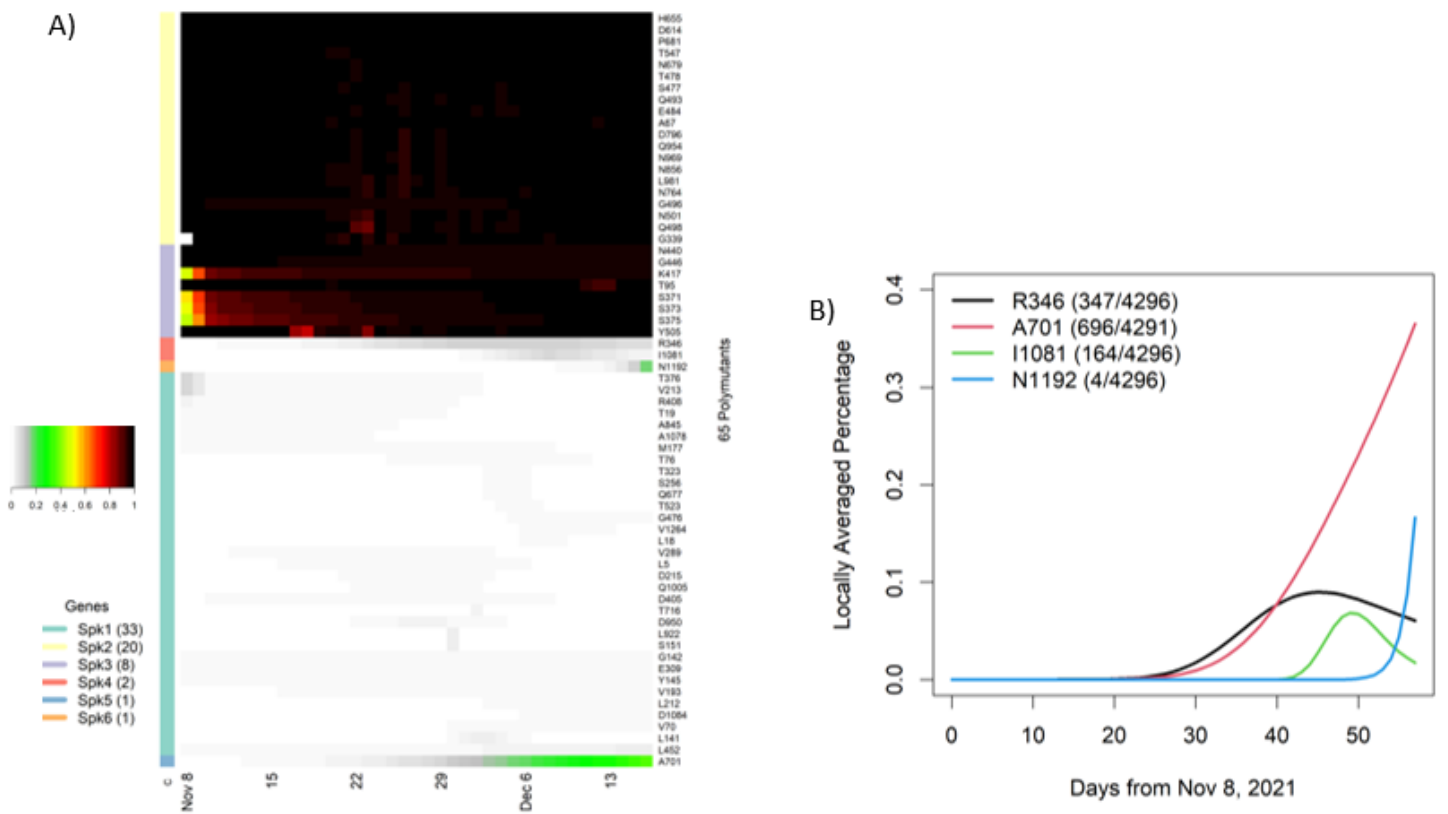 A)
H655
D614
P681
T547
N679
T478
S477
Q493
E484
A67
D796
Q954
N969
N856
L981
N764
G496
N501
Q498
G339
N440
G446
K417
T95
S371
S373
S375
Y505
R346
I1081
N1192
T376
V213
R408
T19
A845
A1078
M177
T76
T323
S256
Q677
T523
G476
V1264
L18
V289
L5
D215
Q1005
D405
T716
D950
L922
S151
G142
E309
Y145
V193
L212
D1084
V70
L141
L452
A701
65 Polymutants
0 0.2 0.4 0.6 0.8 1
Genes
Spk1 (33)
Spk2 (20)
Spk3 (8)
Spk4 (2)
Spk5 (1)
Spk6 (1)
c
Nov 8
15
22
29
Dec 6
13
B)
R346 (347/4296)
A701 (696/4291)
I1081 (164/4296)
N1192 (4/4296)
Locally Averaged Percentage
0.4
0.3
0.2
0.1
0.0
0 10 20 30 40 50
Days from Nov 8, 2021